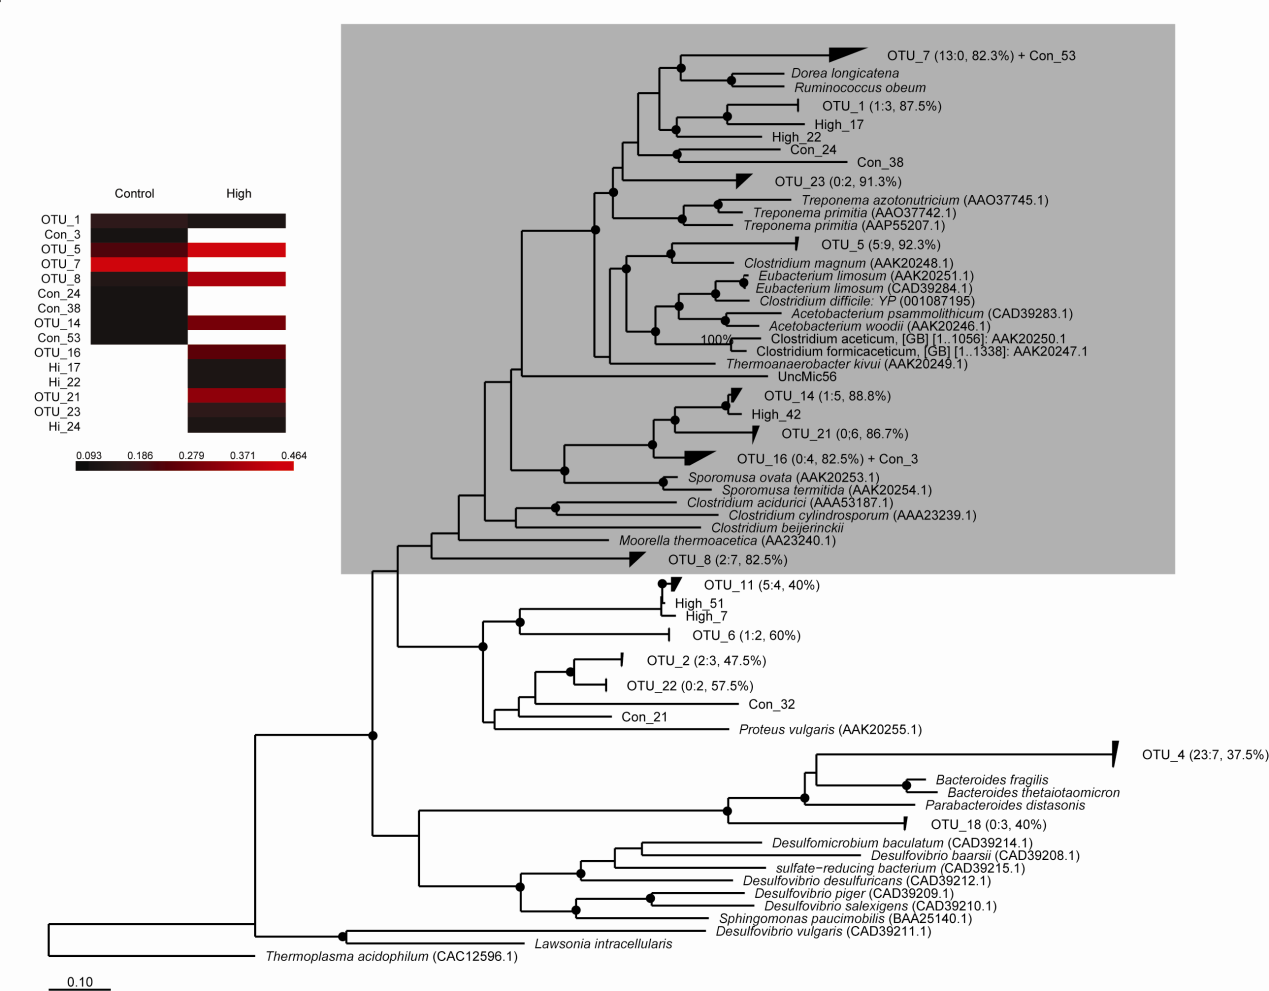 Control High
OTU_1
Con_3
OTU_5
OTU_7
OTU_8
Con_24
Con_38
OTU_14
Con_53
OTU_16
Hi_17
Hi_22
OTU_21
OTU_23
Hi_24
0.093 0.186 0.279 0.371 0.464
OTU_7 (13:0, 82.3%) + Con_53
Dorea longicatena
Ruminococcus obeum
OTU_1 (1:3, 87.5%)
High_17
High_22
Con_24
Con_38
OTU_23 (0:2, 91.3%)
Treponema azotonutricium (AAO37745.1)
Treponema primitia (AAO37742.1)
Treponema primitia (AAP55207.1)
OTU_5 (5:9, 92.3%)
Clostridium magnum (AAK20248.1)
Eubacterium limosum (AAK20251.1)
Eubacterium limosum (CAD39284.1)
Clostridium difficile: YP (001087195)
Acetobacterium psammolithicum (CAD39283.1)
Acetobacterium woodii (AAK20246.1)
100% Clostridium aceticum, [GB] [1..1056]: AAK20250.1
Clostridium formicaceticum, [GB] [1..1338]: AAK20247.1
Thermoanaerobacter kivui (AAK20249.1)
UncMic56
OTU_14 (1:5, 88.8%)
High_42
OTU_21 (0;6, 86.7%)
OTU_16 (0:4, 82.5%) + Con_3
Sporomusa ovata (AAK20253.1)
Sporomusa termitida (AAK20254.1)
Clostridium acidurici (AAA53187.1)
Clostridium cylindrosporum (AAA23239.1)
Clostridium beijerinckii
Moorella thermoacetica (AA23240.1)
OTU_8 (2:7, 82.5%)
OTU_11 (5:4, 40%)
High_51
High_7
OTU_6 (1:2, 60%)
OTU_2 (2:3, 47.5%)
OTU_22 (0:2, 57.5%)
Con_32
Con_21
Proteus vulgaris (AAK20255.1)
OTU_4 (23:7, 37.5%)
Bacteroides fragilis
Bacteroides thetaiotaomicron
Parabacteroides distasonis
OTU_18 (0:3, 40%)
Desulfomicrobium baculatum (CAD39214.1)
Desulfovibrio baarsii (CAD39208.1)
sulfate−reducing bacterium (CAD39215.1)
Desulfovibrio desulfuricans (CAD39212.1)
Desulfovibrio piger (CAD39209.1)
Desulfovibrio salexigens (CAD39210.1)
Sphingomonas paucimobilis (BAA25140.1)
Desulfovibrio vulgaris (CAD39211.1)
Lawsonia intracellularis
Thermoplasma acidophilum (CAC12596.1)
0.10